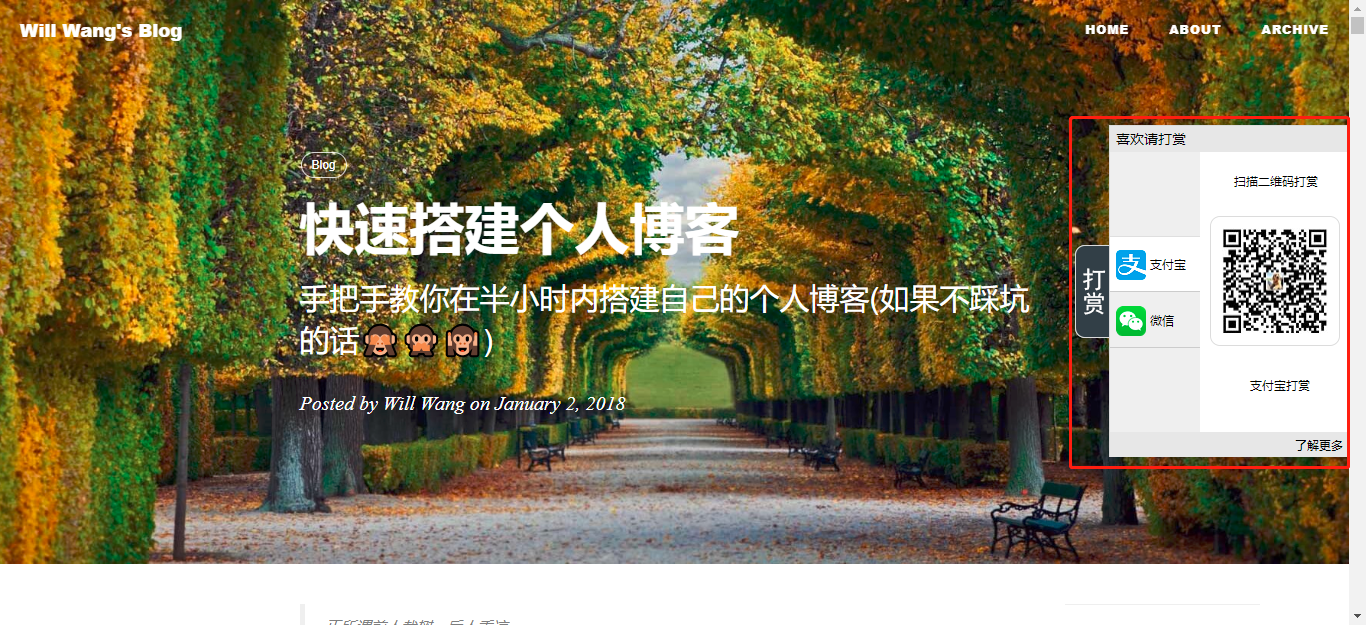 Will Wang's Blog
HOME
ABOUT
ARCHIVE
Blog
快速搭建个人博客
手把手教你在半小时内搭建自己的个人博客(如果不踩坑
的话🙈🙊🙉)
Posted by Will Wang on January 2, 2018
打赏
喜欢请打赏
支付宝
微信
扫描二维码打赏
支付宝打赏
了解更多